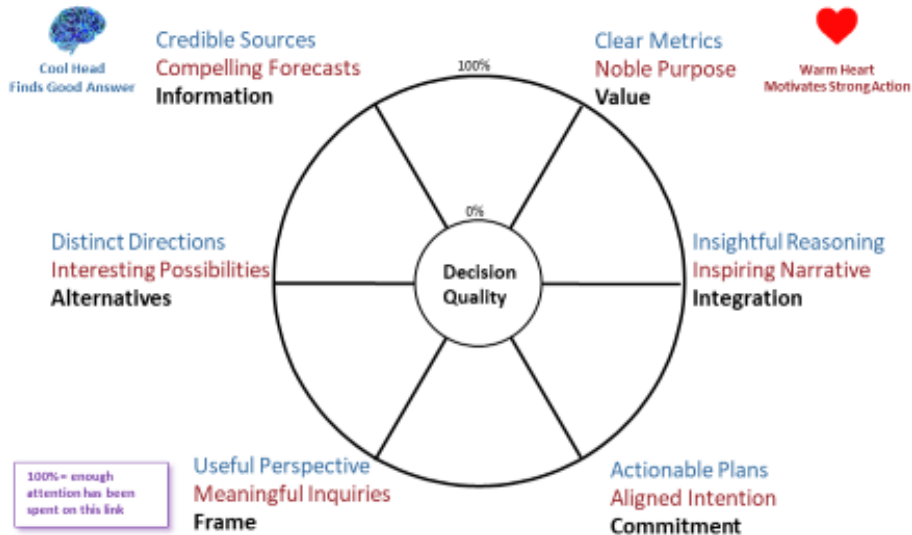 Cool Head
Finds Good Answer
Credible Sources
Compelling Forecasts
Information
100%
Clear Metrics
Noble Purpose
Value
Warm Heart
Motivates Strong Action
Distinct Directions
Interesting Possibilities
Alternatives
0%
Decision
Quality
Insightful Reasoning
Inspiring Narrative
Integration
100% = enough
attention has been
spent on this link
Useful Perspective
Meaningful Inquiries
Frame
Actionable Plans
Aligned Intention
Commitment